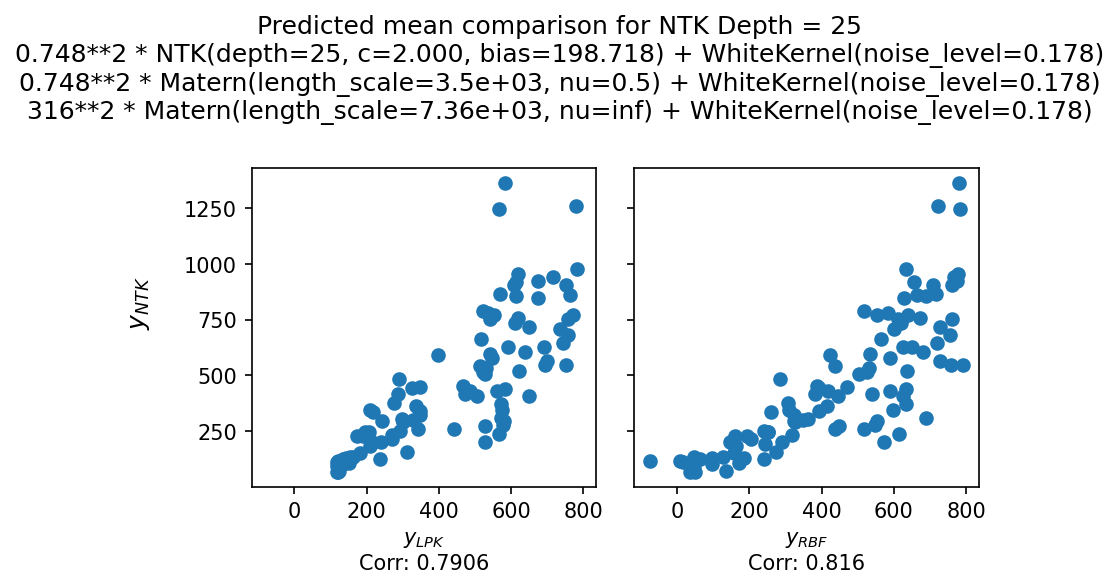 Predicted mean comparison for NTK Depth = 25
0.748**2 * NTK(depth=25, c=2.000, bias=198.718) + WhiteKernel(noise_level=0.178)
0.748**2 * Matern(length_scale=3.5e+03, nu=0.5) + WhiteKernel(noise_level=0.178)
316**2 * Matern(length_scale=7.36e+03, nu=inf) + WhiteKernel(noise_level=0.178)
1250
1000
750
500
250
y_NTK
0 200 400 600 800
0 200 400 600 800
y_LPK
y_RBF
Corr: 0.7906
Corr: 0.816